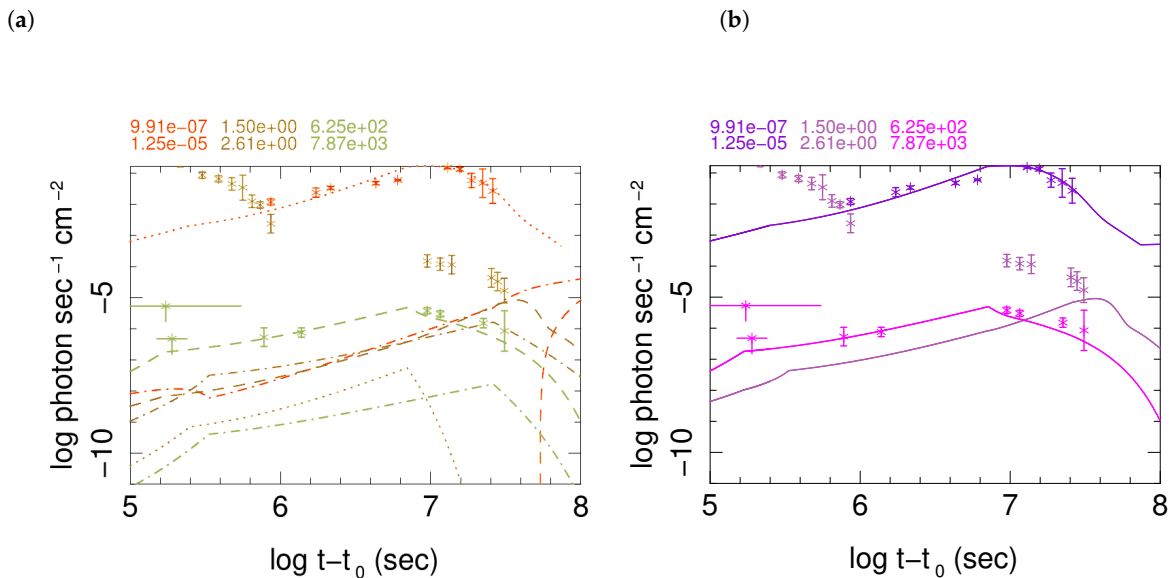 (a)
(b)
9.91e−07 1.50e+00 6.25e+02
1.25e−05 2.61e+00 7.87e+03
9.91e−07 1.50e+00 6.25e+02
1.25e−05 2.61e+00 7.87e+03
log photon sec−1 cm−2
−5
−10
5 6 7 8
log t−t0 (sec)
log photon sec−1 cm−2
−5
−10
5 6 7 8
log t−t0 (sec)